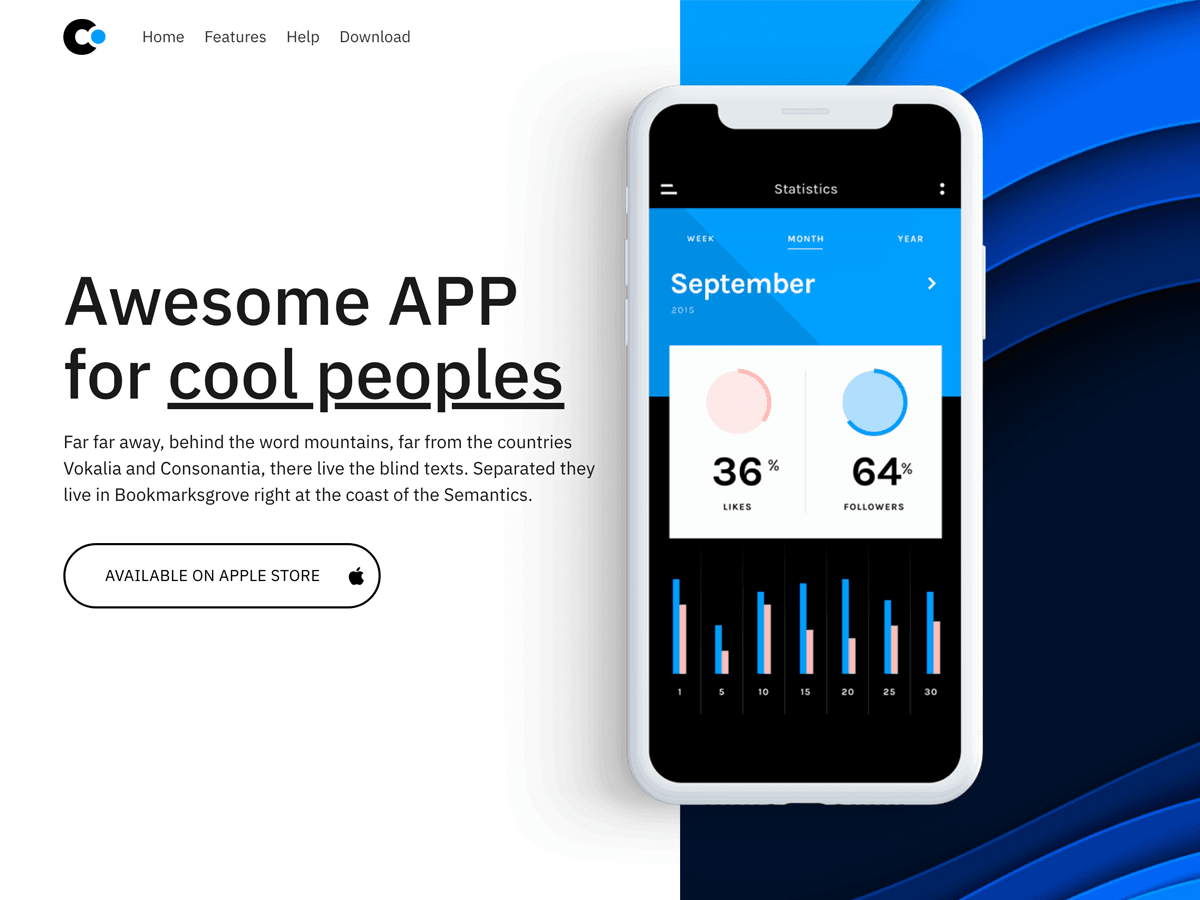 Home Features Help Download
Awesome APP
for cool peoples
Far far away, behind the word mountains, far from the countries
Vokalia and Consonantia, there live the blind texts. Separated they
live in Bookmarksgrove right at the coast of the Semantics.
AVAILABLE ON APPLE STORE
Statistics
WEEK MONTH YEAR
September
2015
36 % 64%
LIKES FOLLOWERS
1 5 10 15 20 25 30